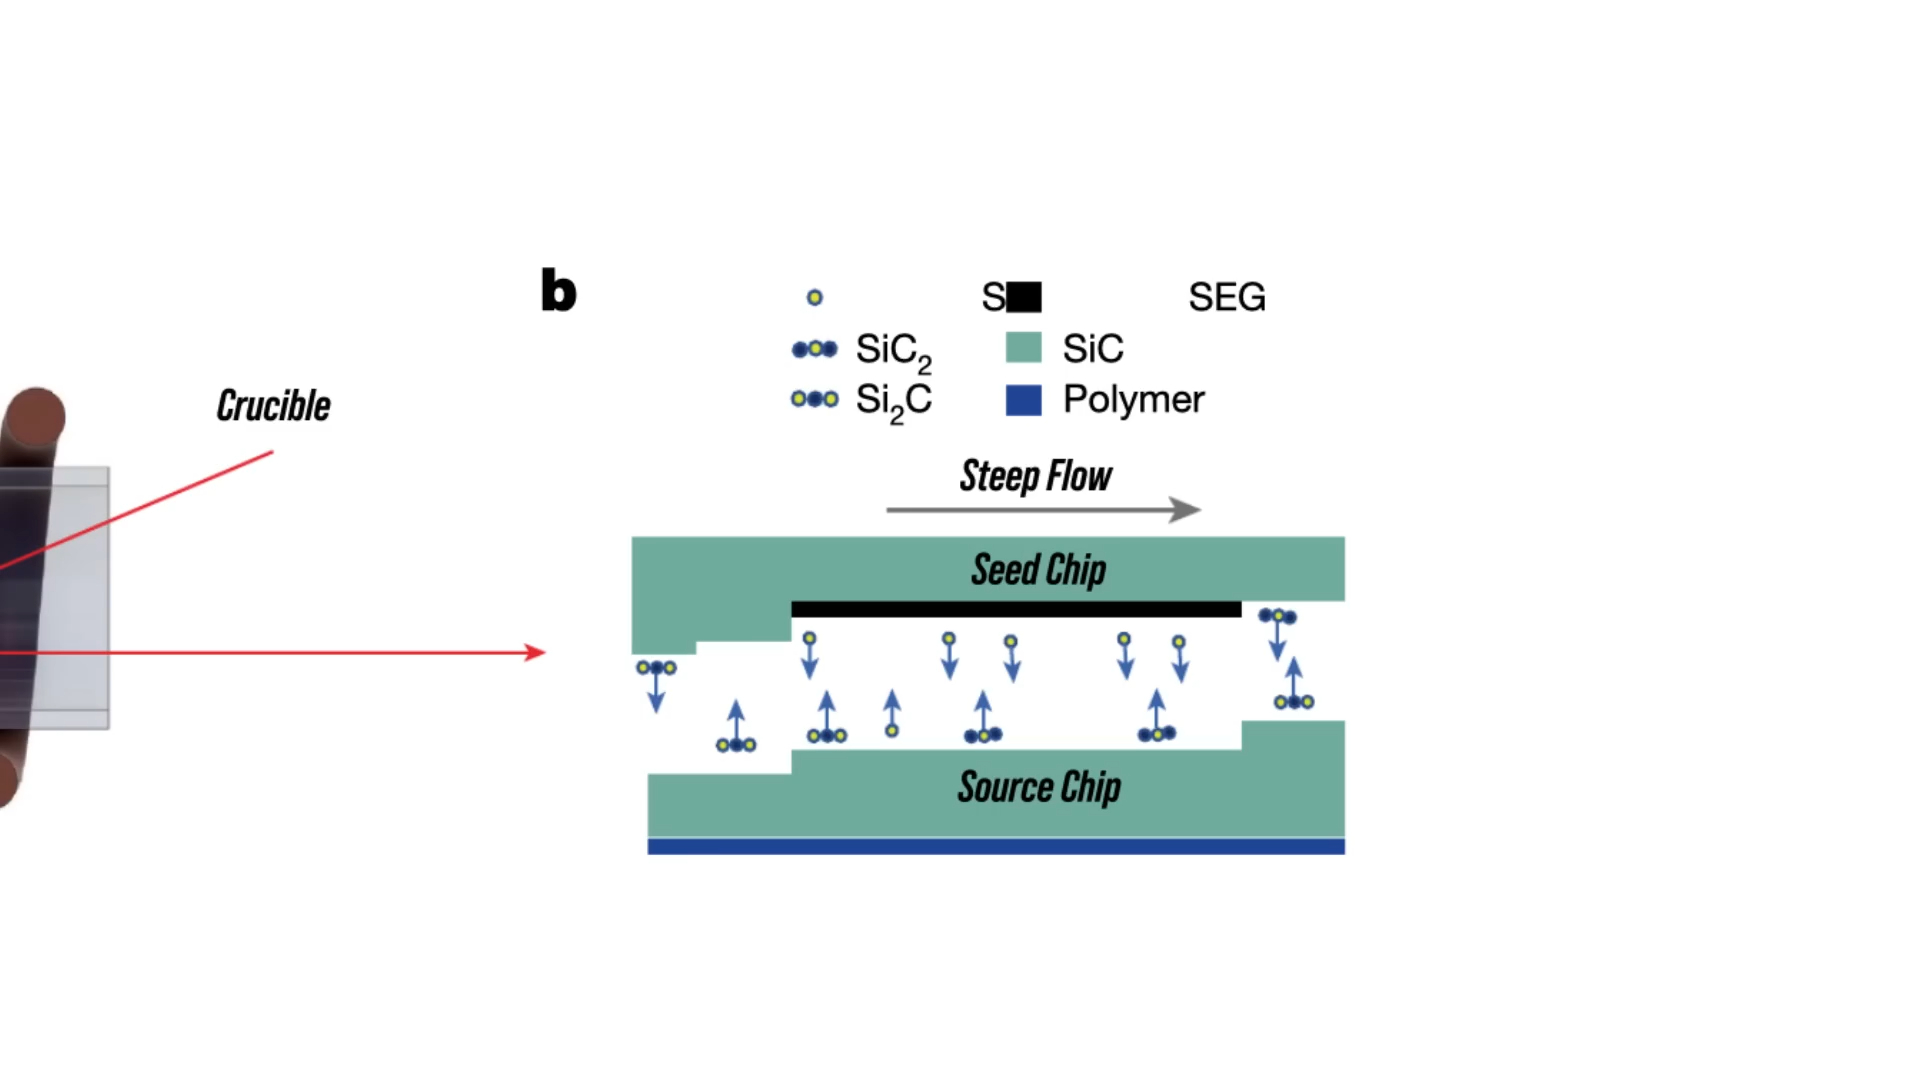 b
S SEG
SiC₂ SiC
Si₂C Polymer
Crucible
Steep Flow
Seed Chip
Source Chip